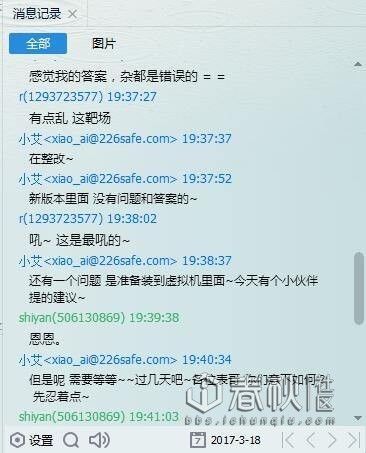 消息记录 ×
全部 图片
感觉我的答案，杂都是错误的 = =
r(1293723577) 19:37:27
有点乱 这靶场
小艾<xiao_ai@226safe.com> 19:37:37
在整改~
小艾<xiao_ai@226safe.com> 19:37:52
新版本里面 没有问题和答案的~
r(1293723577) 19:38:02
吼~ 这是最吼的~
小艾<xiao_ai@226safe.com> 19:38:37
还有一个问题 是准备装到虚拟机里面~今天有个小伙伴
提的建议~
shiyan(506130869) 19:39:38
恩恩。
小艾<xiao_ai@226safe.com> 19:40:34
但是呢 需要等等~~过几天吧~各位表哥 你们意下如何?
先忍着点~
shiyan(506130869) 19:41:03
春秋
bbs.ichunqiu.com
设置 2017-3-18